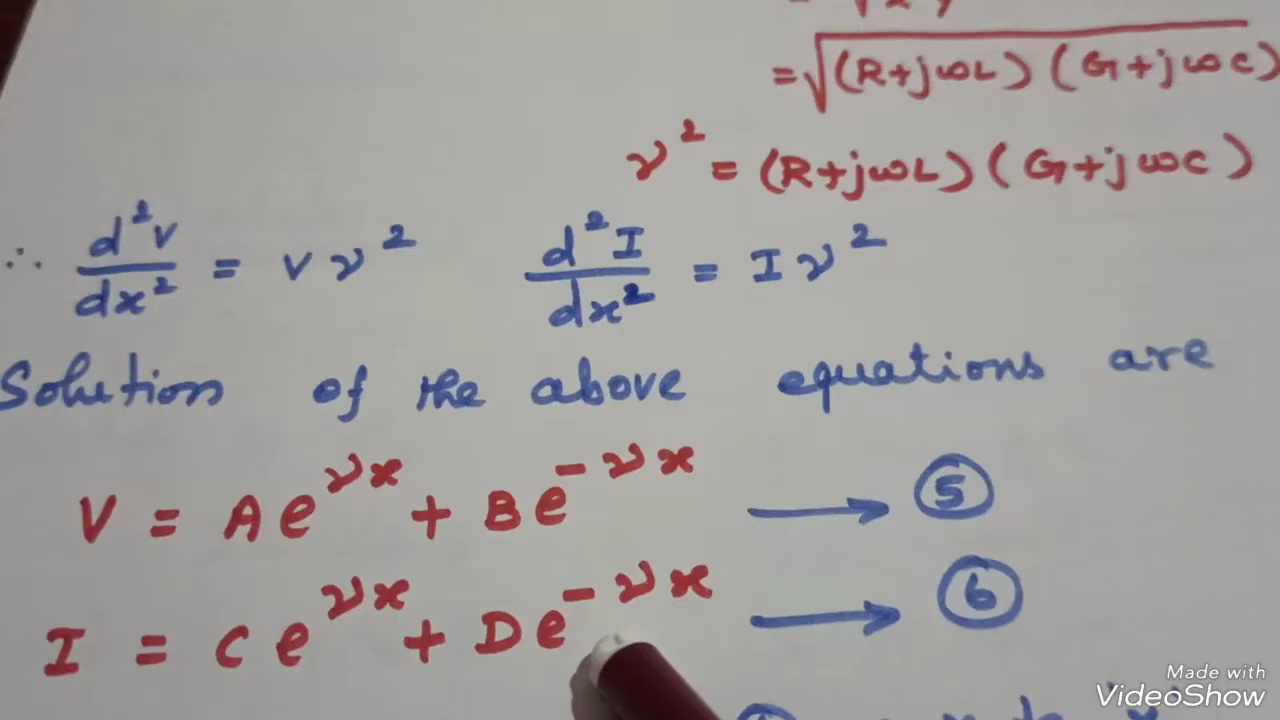 = √(R+jωL) (G+jωC)
γ² = (R+jωL) (G+jωC)
∴ d²V/dx² = Vγ² d²I/dx² = Iγ²
Solution of the above equations are
V = Ae^γx + Be^-γx → ⑤
I = Ce^γx + De^-γx → ⑥
Made with
VideoShow